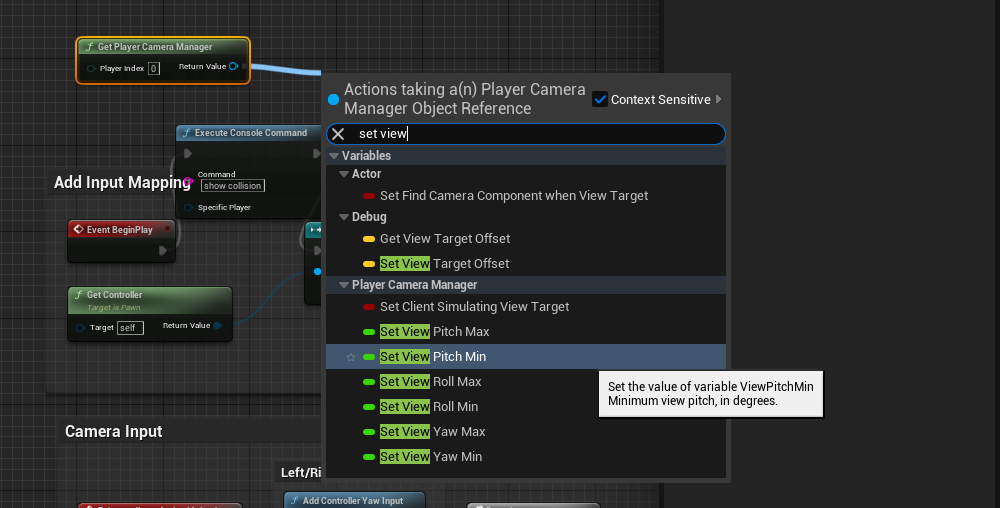 Get Player Camera Manager
Player Index 0
Return Value
Actions taking a(n) Player Camera
Manager Object Reference
Context Sensitive
set view
Variables
Actor
Set Find Camera Component when View Target
Debug
Get View Target Offset
Set View Target Offset
Player Camera Manager
Set Client Simulating View Target
Set View Pitch Max
Set View Pitch Min
Set View Roll Max
Set View Roll Min
Set View Yaw Max
Set View Yaw Min
Set the value of variable ViewPitchMin
Minimum view pitch, in degrees.
Execute Console Command
Command
show collision
Specific Player
Add Input Mapping
Event BeginPlay
Get Controller
Target is Pawn
Target self
Return Value
Camera Input
Left/Ri
Add Controller Yaw Input